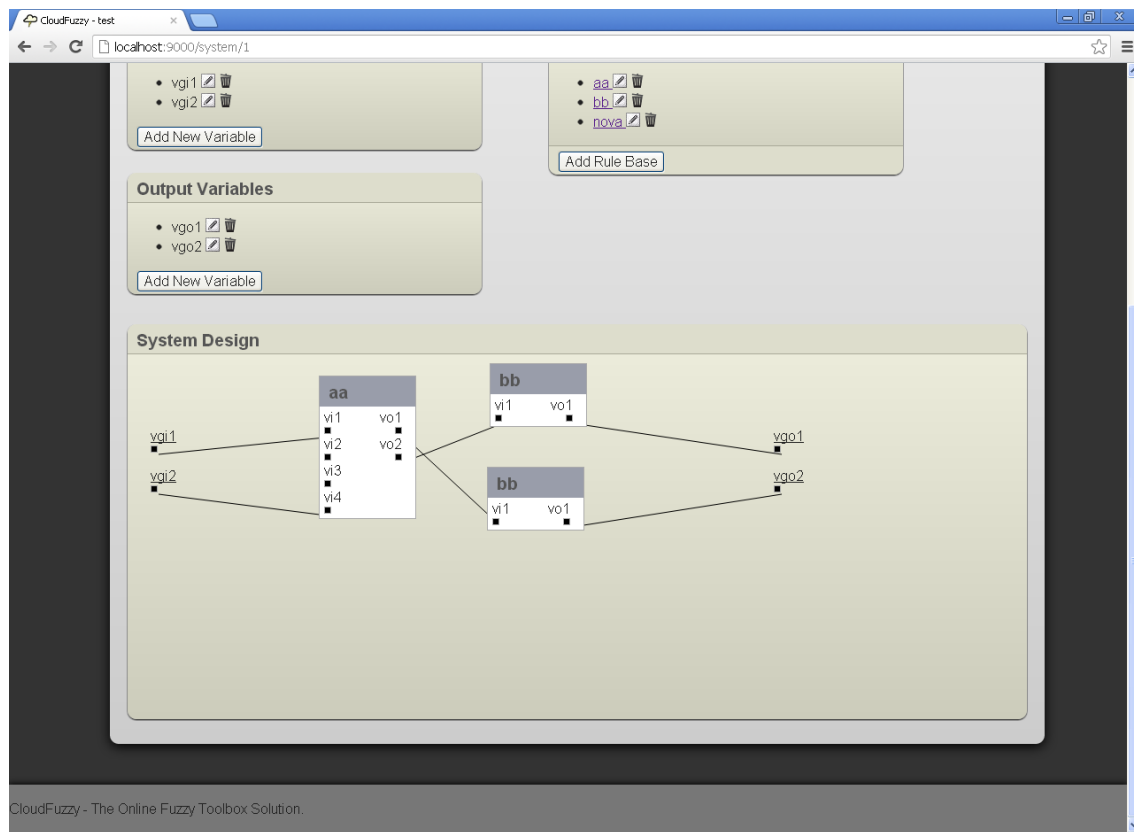 CloudFuzzy - test
localhost:9000/system/1
vgi1
vgi2
Add New Variable
aa
bb
nova
Add Rule Base
Output Variables
vgo1
vgo2
Add New Variable
System Design
aa
vi1 vo1
vi2 vo2
vi3
vi4
bb
vi1 vo1
bb
vi1 vo1
vgi1
vgi2
vgo1
vgo2
CloudFuzzy - The Online Fuzzy Toolbox Solution.